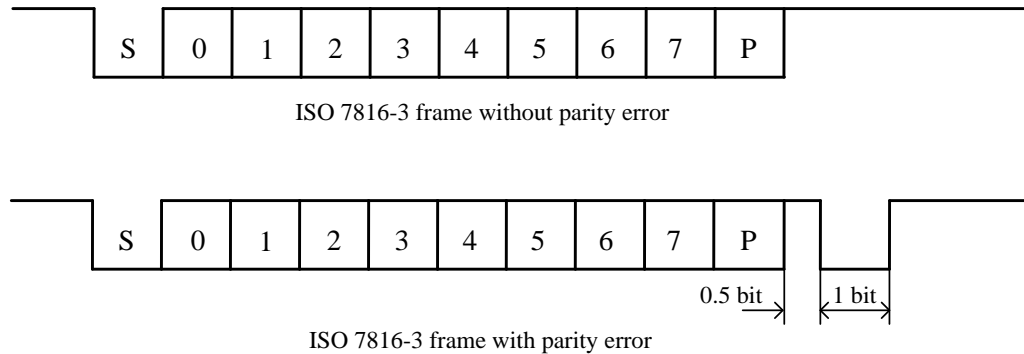 S 0 1 2 3 4 5 6 7 P
ISO 7816-3 frame without parity error
S 0 1 2 3 4 5 6 7 P
0.5 bit 1 bit
ISO 7816-3 frame with parity error